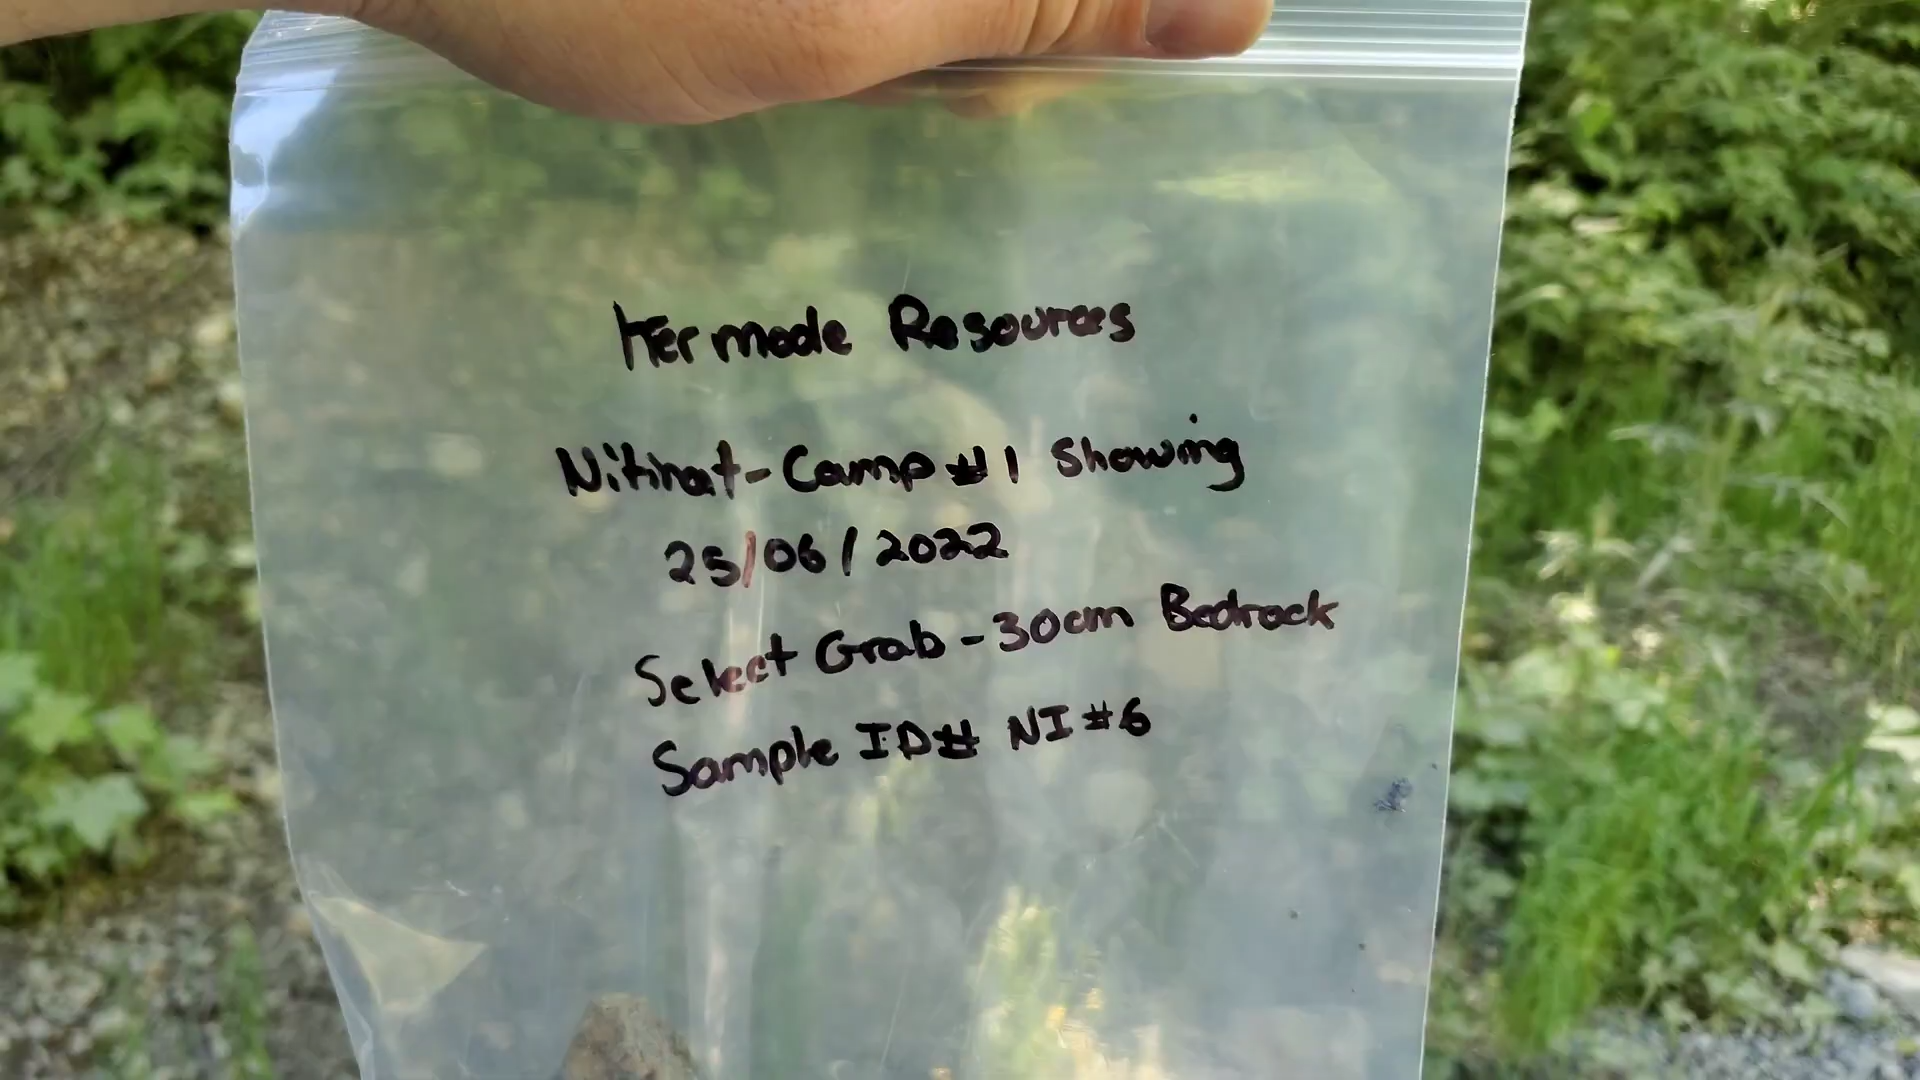 Kermode Resources
Nitinat-Camp #1 Showing
25/06/2022
Select Grab - 30cm Bedrock
Sample ID# NI#6